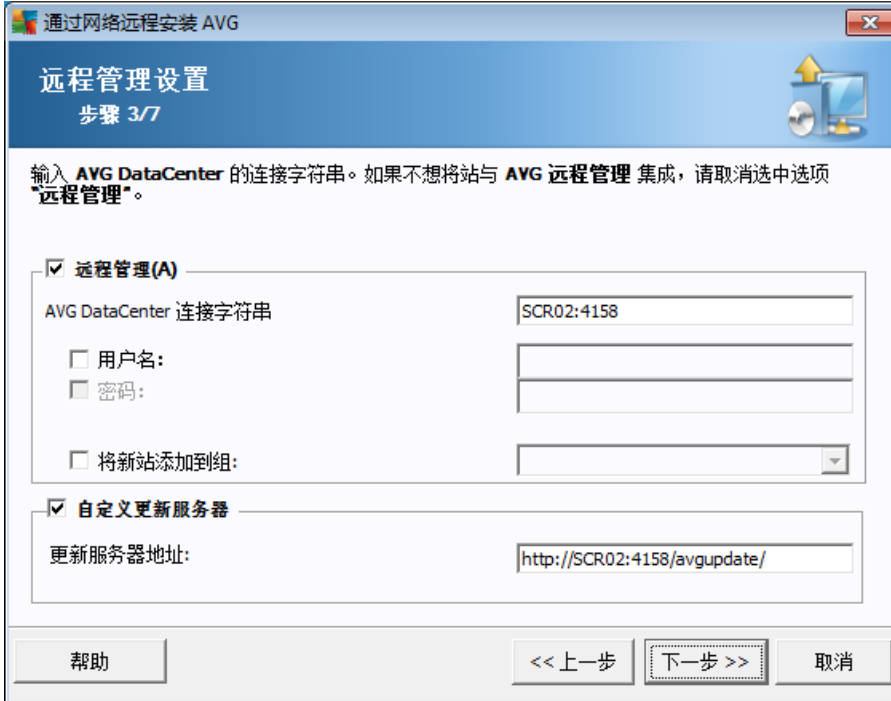 通过网络远程安装 AVG
远程管理设置
步骤 3/7
输入 AVG DataCenter 的连接字符串。如果不想将站与 AVG 远程管理 集成，请取消选中选项
"远程管理"。
远程管理(A)
AVG DataCenter 连接字符串 SCR02:4158
用户名:
密码:
将新站添加到组:
自定义更新服务器
更新服务器地址: http://SCR02:4158/avgupdate/
帮助 <<上一步 下一步 >> 取消